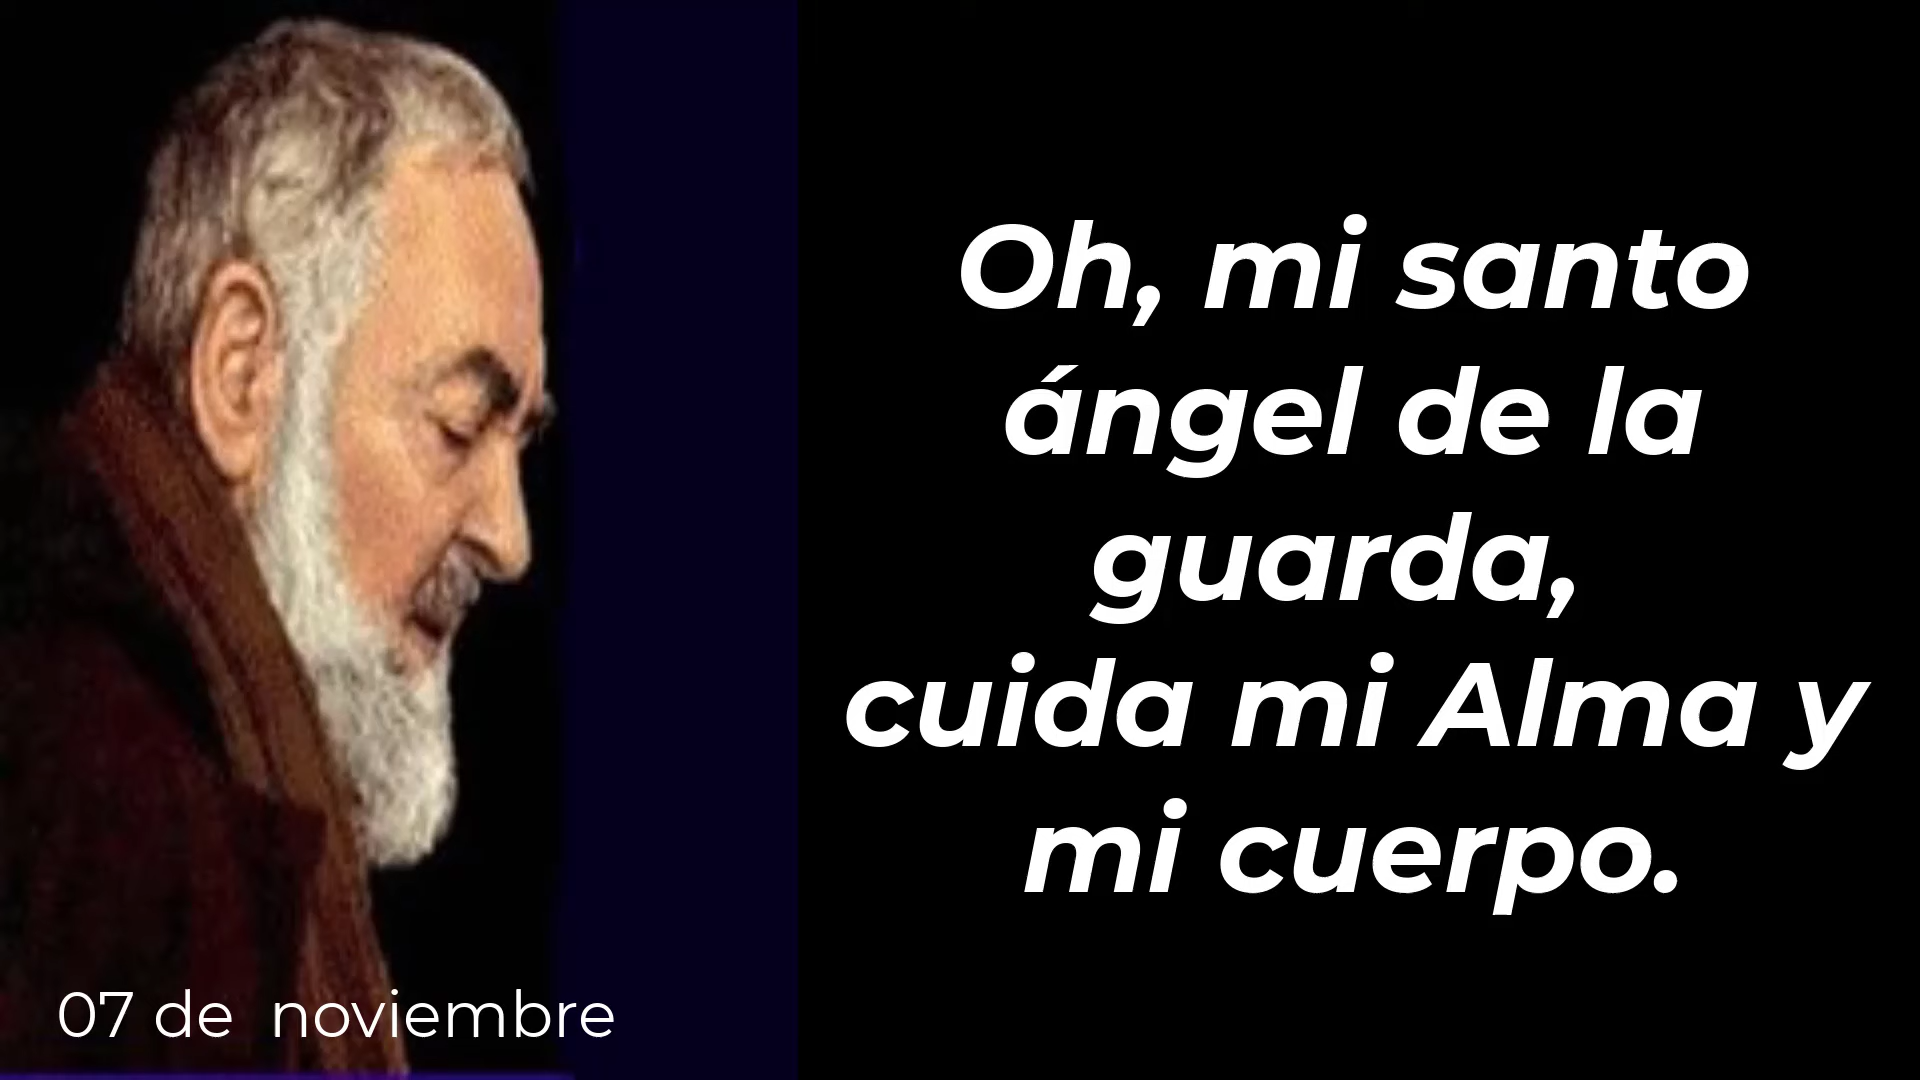 Oh, mi santo
ángel de la
guarda,
cuida mi Alma y
mi cuerpo.
07 de noviembre